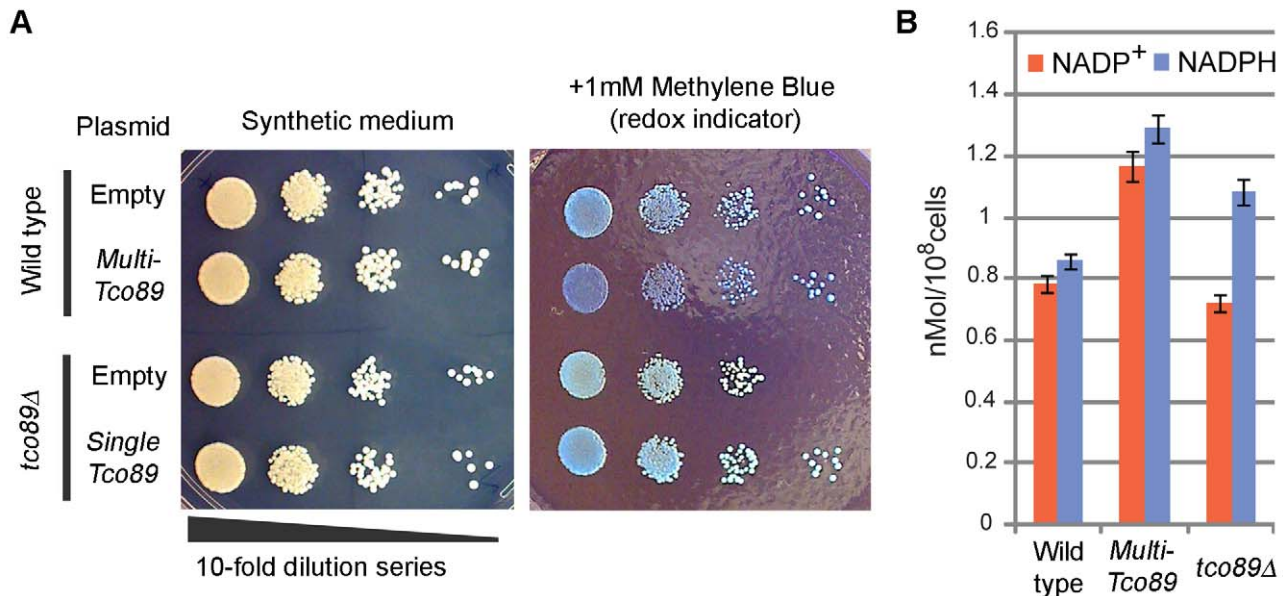 A
Plasmid
Synthetic medium
+1mM Methylene Blue
(redox indicator)
Wild type
Empty
Multi-
Tco89
tco89Δ
Empty
Single
Tco89
10-fold dilution series
B
nMol/10⁸cells
1.6
1.4
1.2
1
0.8
0.6
0.4
0.2
0
NADP⁺ NADPH
Wild
type
Multi-
Tco89
tco89Δ